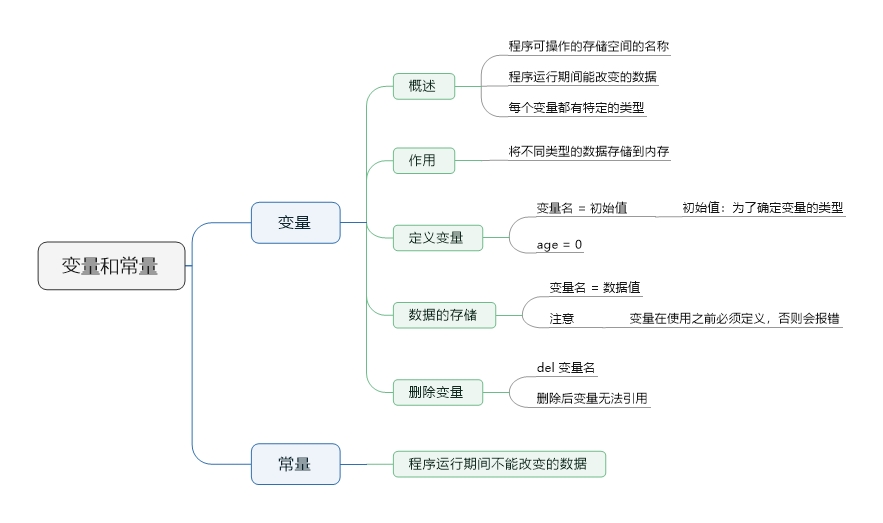 变量和常量
变量
概述
程序可操作的存储空间的名称
程序运行期间能改变的数据
每个变量都有特定的类型
作用
将不同类型的数据存储到内存
定义变量
变量名 = 初始值
初始值：为了确定变量的类型
age = 0
数据的存储
变量名 = 数据值
注意
变量在使用之前必须定义，否则会报错
删除变量
del 变量名
删除后变量无法引用
常量
程序运行期间不能改变的数据